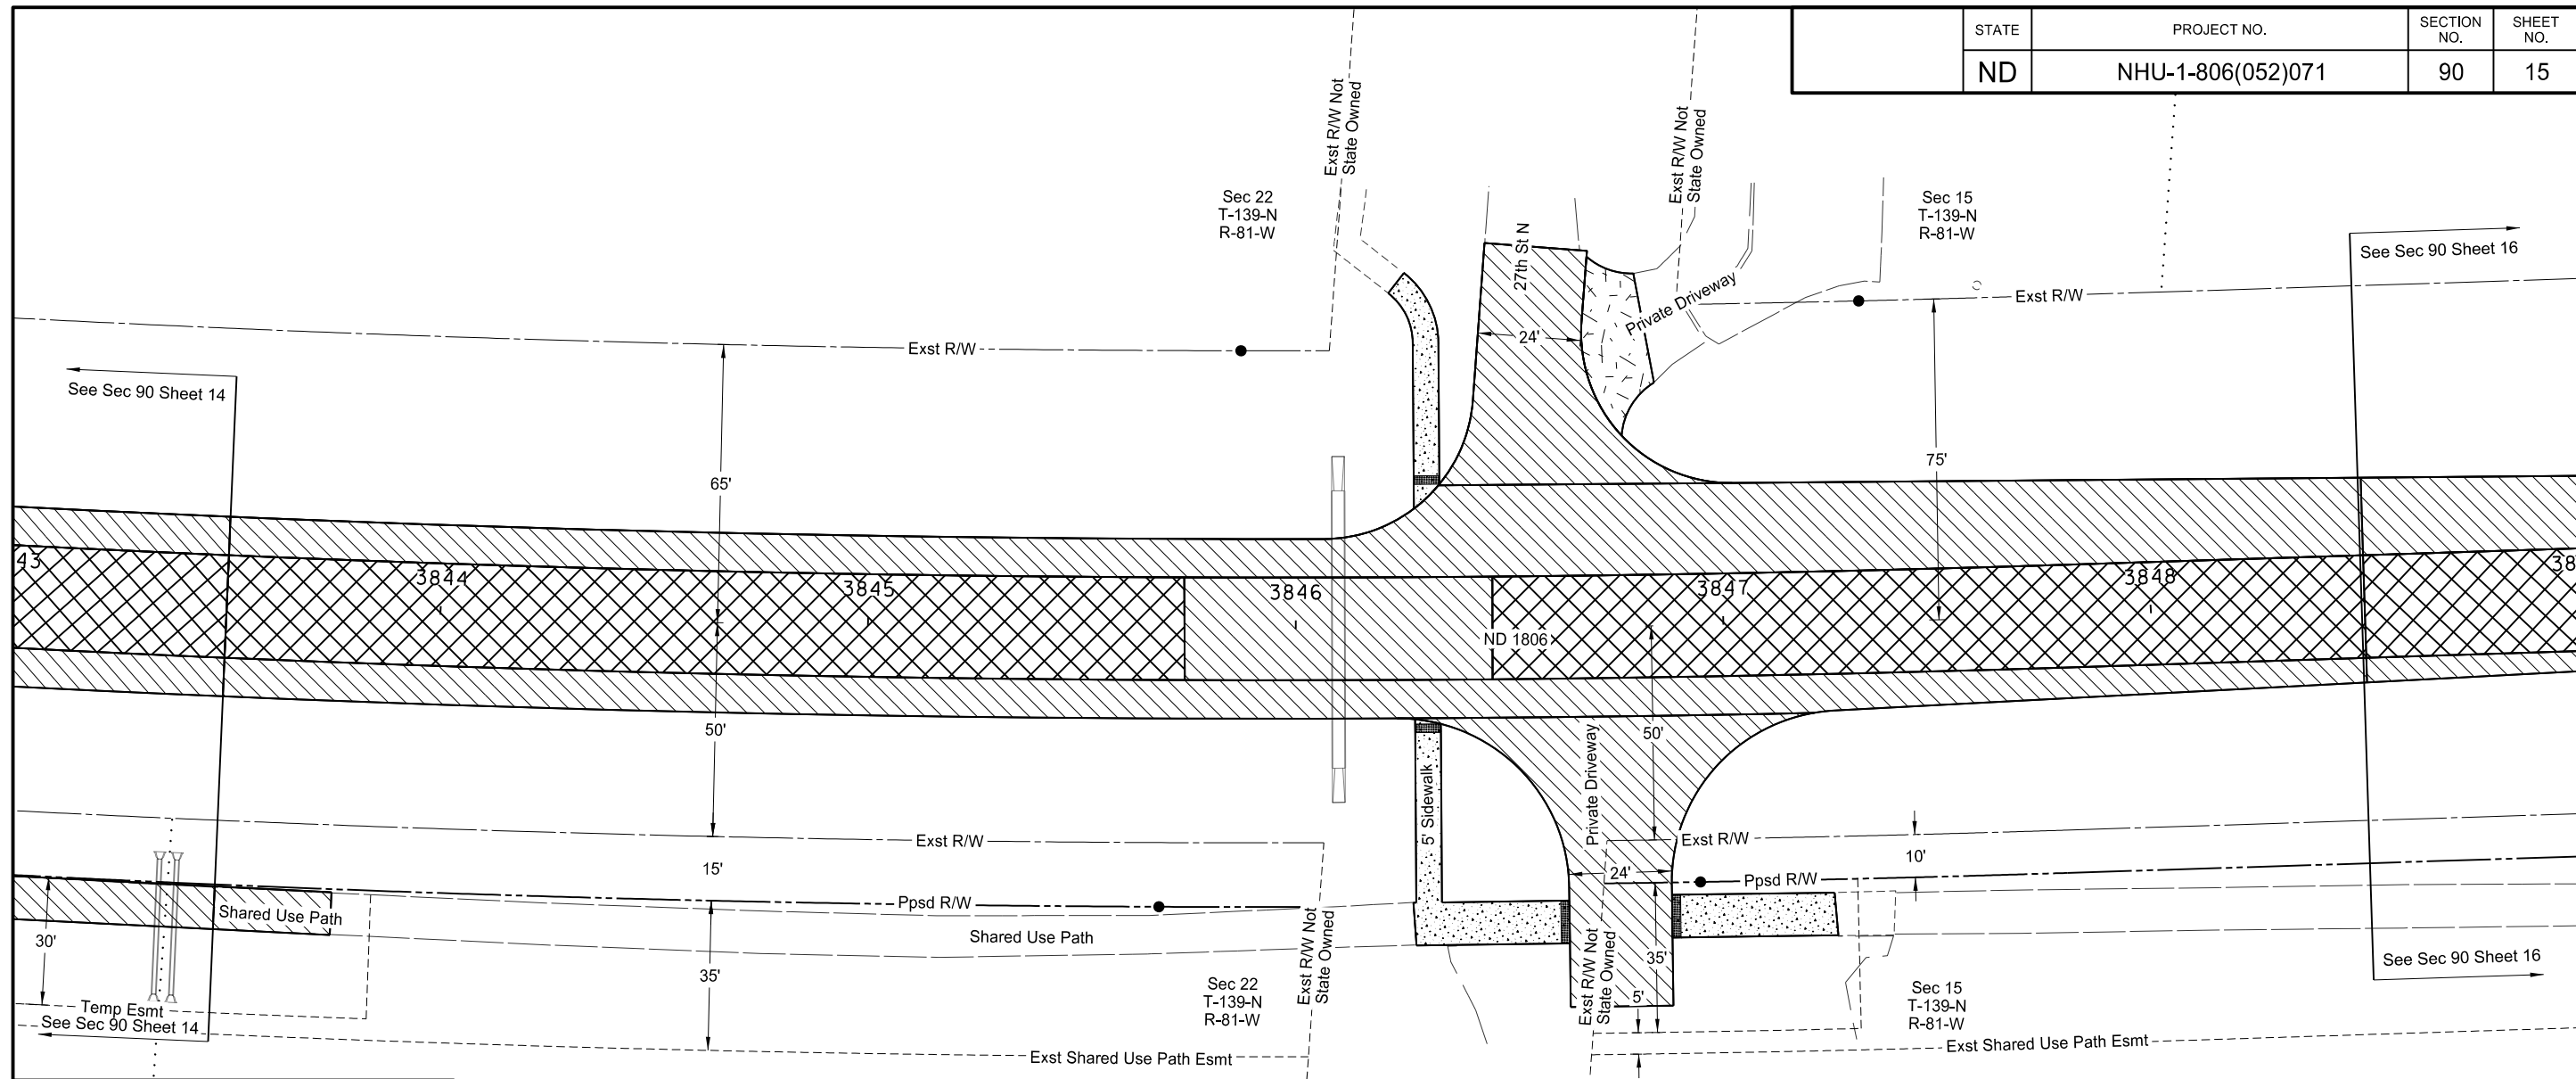 STATE
PROJECT NO.
SECTION
NO.
SHEET
NO.
ND
NHU-1-806(052)071
90
15
Exst R/W Not
State Owned
Exst R/W Not
State Owned
Sec 22
T-139-N
R-81-W
Sec 15
T-139-N
R-81-W
27th St N
See Sec 90 Sheet 16
Private Driveway
Exst R/W
Exst R/W
24'
See Sec 90 Sheet 14
65'
75'
43
3844
3845
3846
3847
3848
38
ND 1806
50'
50'
Private Driveway
5' Sidewalk
Exst R/W
Exst R/W
15'
10'
24'
Ppsd R/W
Ppsd R/W
Shared Use Path
Shared Use Path
30'
35'
35'
Exst R/W Not
State Owned
Exst R/W Not
State Owned
See Sec 90 Sheet 16
Sec 22
T-139-N
R-81-W
Sec 15
T-139-N
R-81-W
5'
Temp Esmt
See Sec 90 Sheet 14
Exst Shared Use Path Esmt
Exst Shared Use Path Esmt